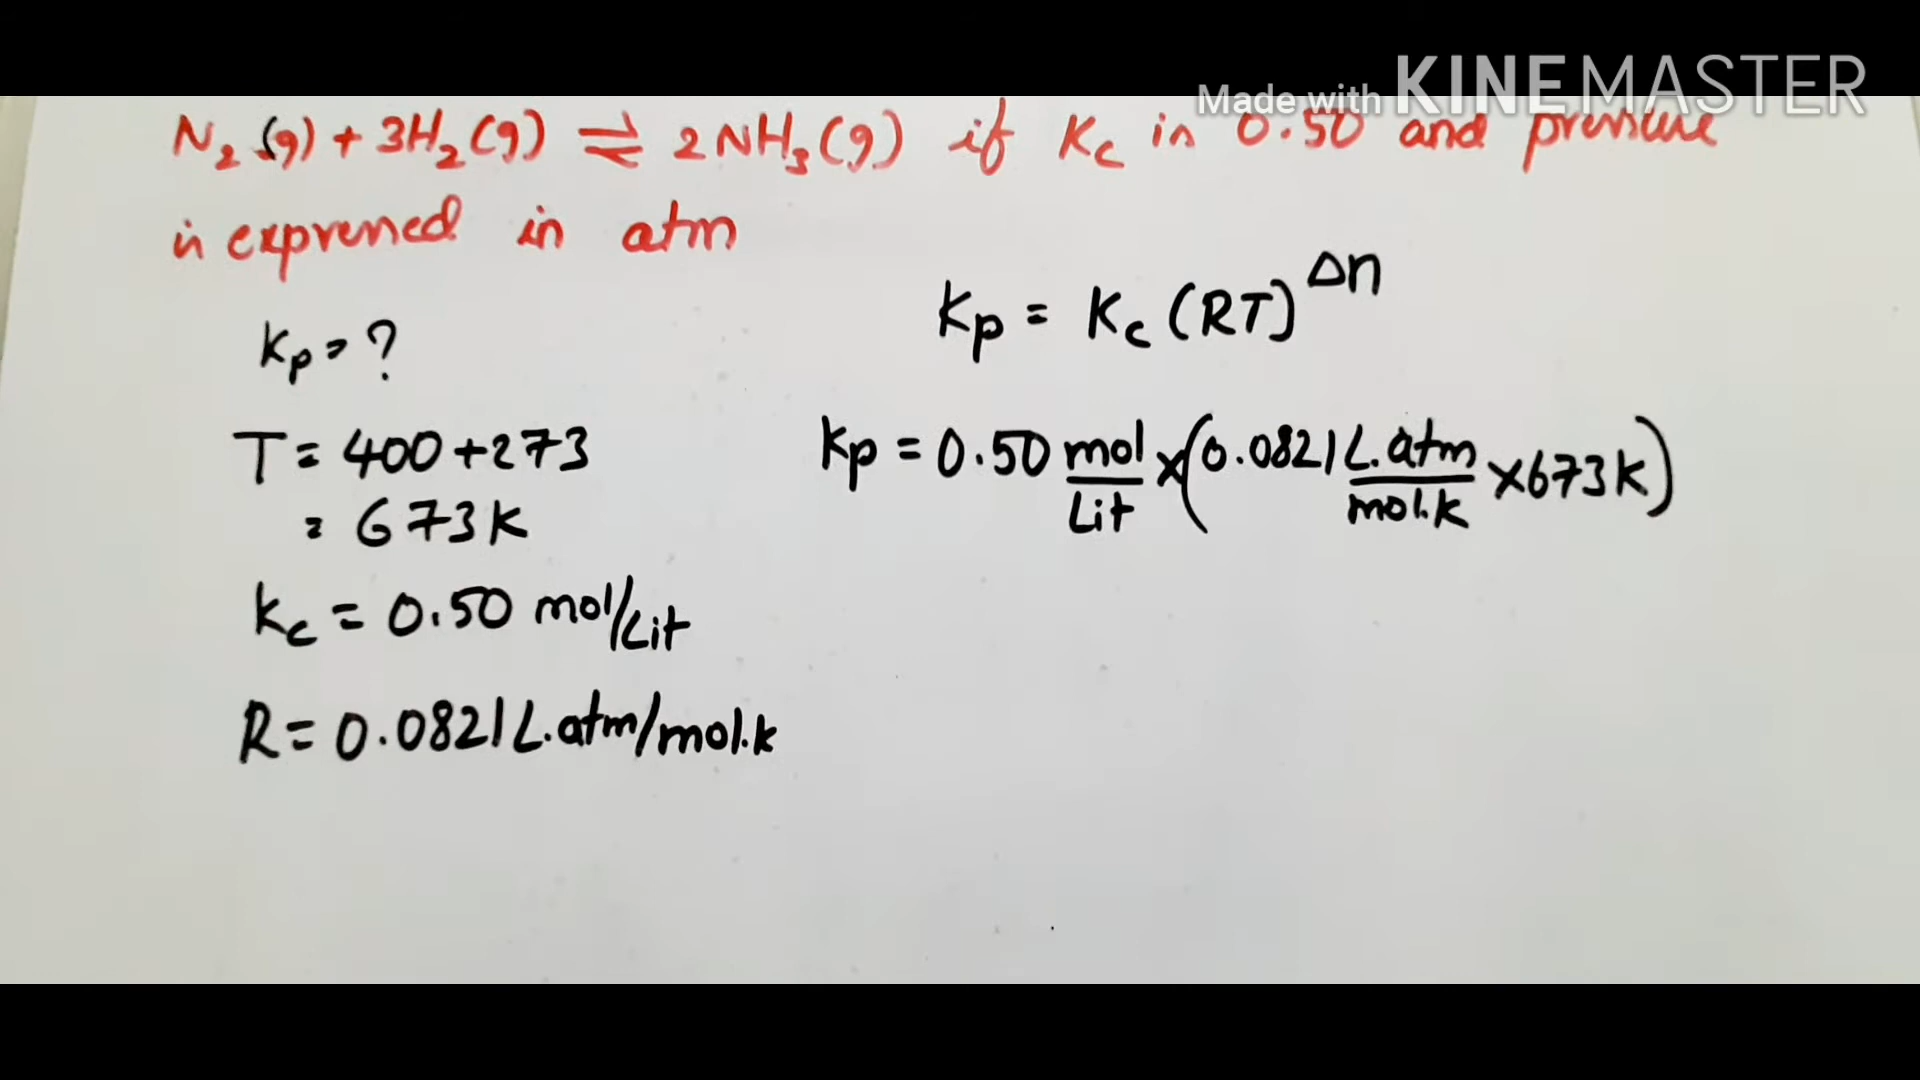 Made with KINEMASTER
N₂(g) + 3H₂(g) ⇌ 2NH₃(g) if Kc is 0.50 and pressure
is expressed in atm
Kp = Kc (RT)^Δn
Kp = ?
T = 400 + 273
= 673 K
Kp = 0.50 mol/Lit × (0.0821 L.atm/mol.K × 673 K)
Kc = 0.50 mol/Lit
R = 0.0821 L.atm/mol.K